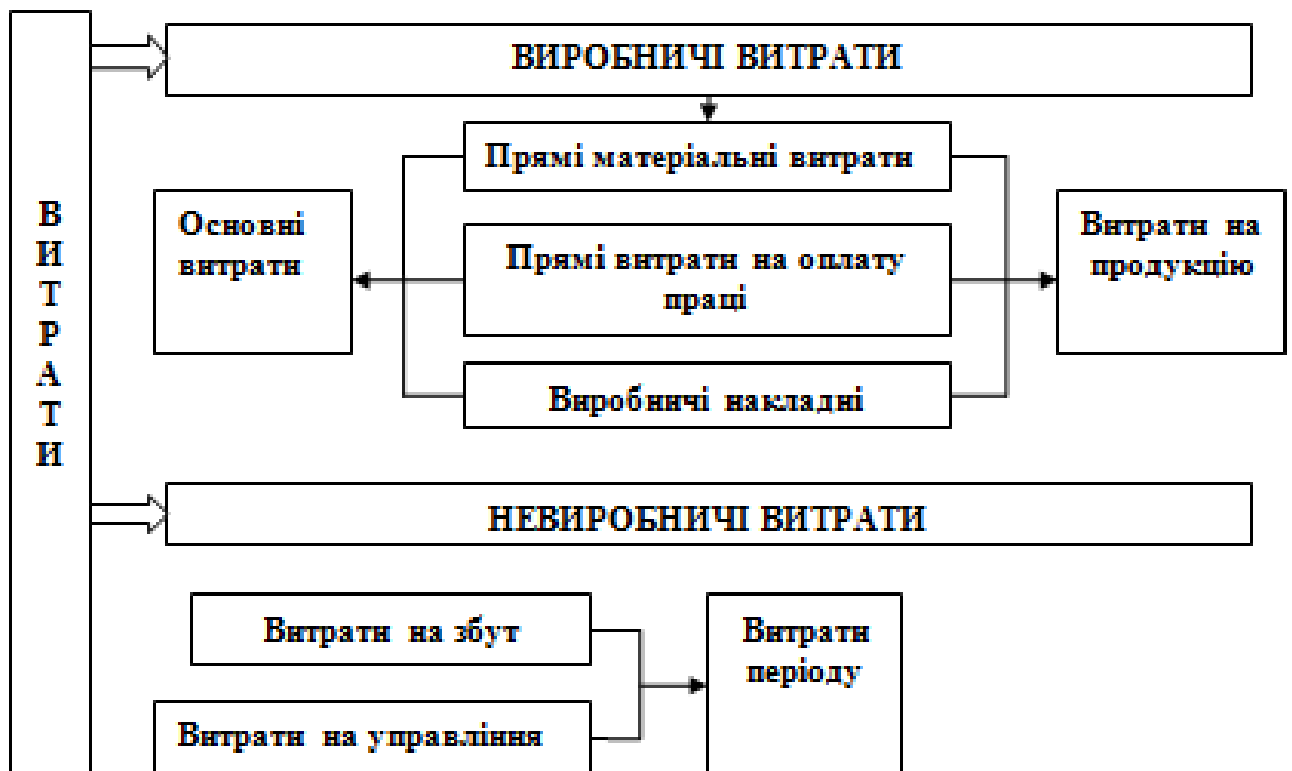 ВИТРАТИ
ВИРОБНИЧІ ВИТРАТИ
Прямі матеріальні витрати
Основні
витрати
Прямі витрати на оплату
праці
Витрати на
продукцію
Виробничі накладні
НЕВИРОБНИЧІ ВИТРАТИ
Витрати на збут
Витрати
періоду
Витрати на управління